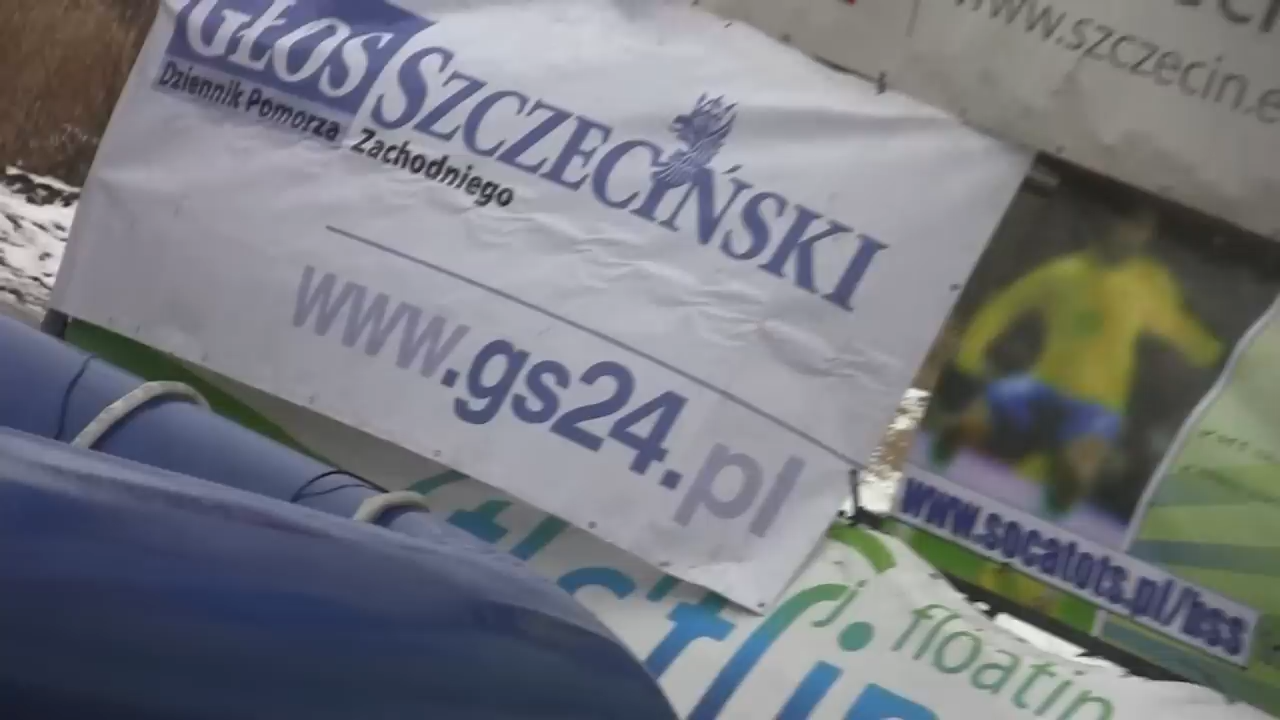 GŁOS SZCZECIŃSKI
Dziennik Pomorza Zachodniego
www.gs24.pl
www.szczecin.e
www.socatots.pl/bss
floatin